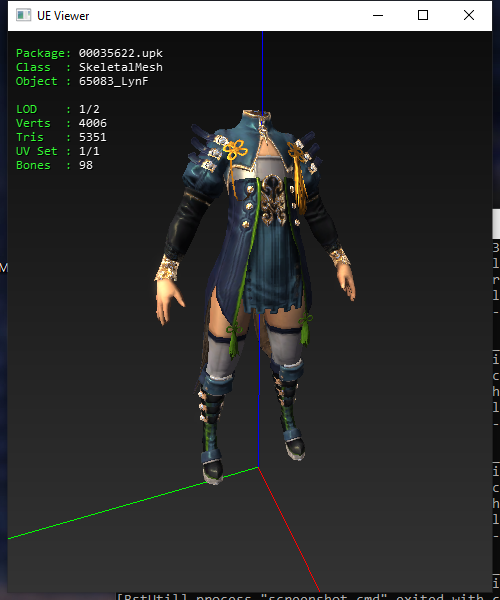 UE Viewer
Package: 00035622.upk
Class : SkeletalMesh
Object : 65083_LynF
LOD : 1/2
Verts : 4006
Tris : 5351
UV Set : 1/1
Bones : 98
M
3
l
r
l
-
i
c
h
l
-
i
c
h
l
-
i
[RstUtil] process "screenshot.cmd" exited with c